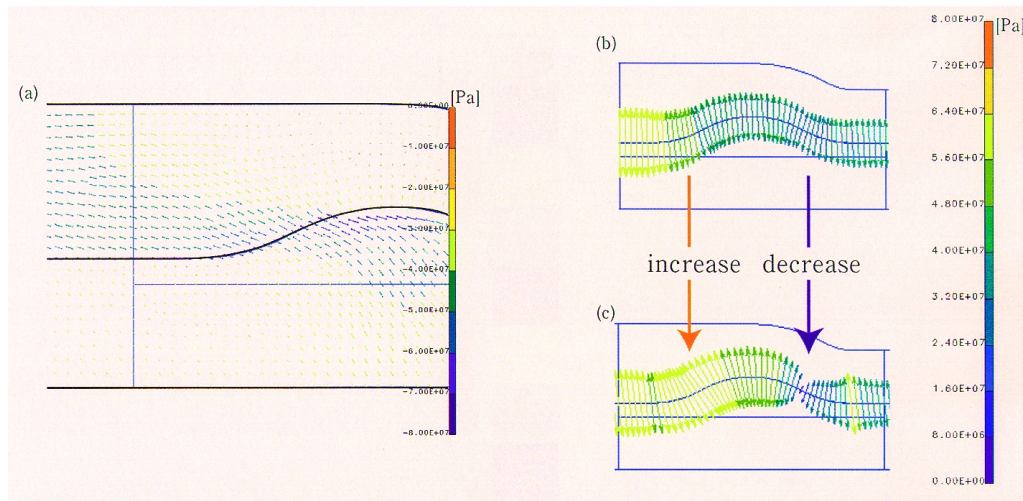 (a)
[Pa]
0.00E+00
-1.00E+07
-2.00E+07
-3.00E+07
-4.00E+07
-5.00E+07
-6.00E+07
-7.00E+07
-8.00E+07
(b)
8.00E+07
[Pa]
7.20E+07
6.40E+07
5.60E+07
4.80E+07
4.00E+07
3.20E+07
2.40E+07
1.60E+07
8.00E+06
0.00E+00
increase decrease
(c)